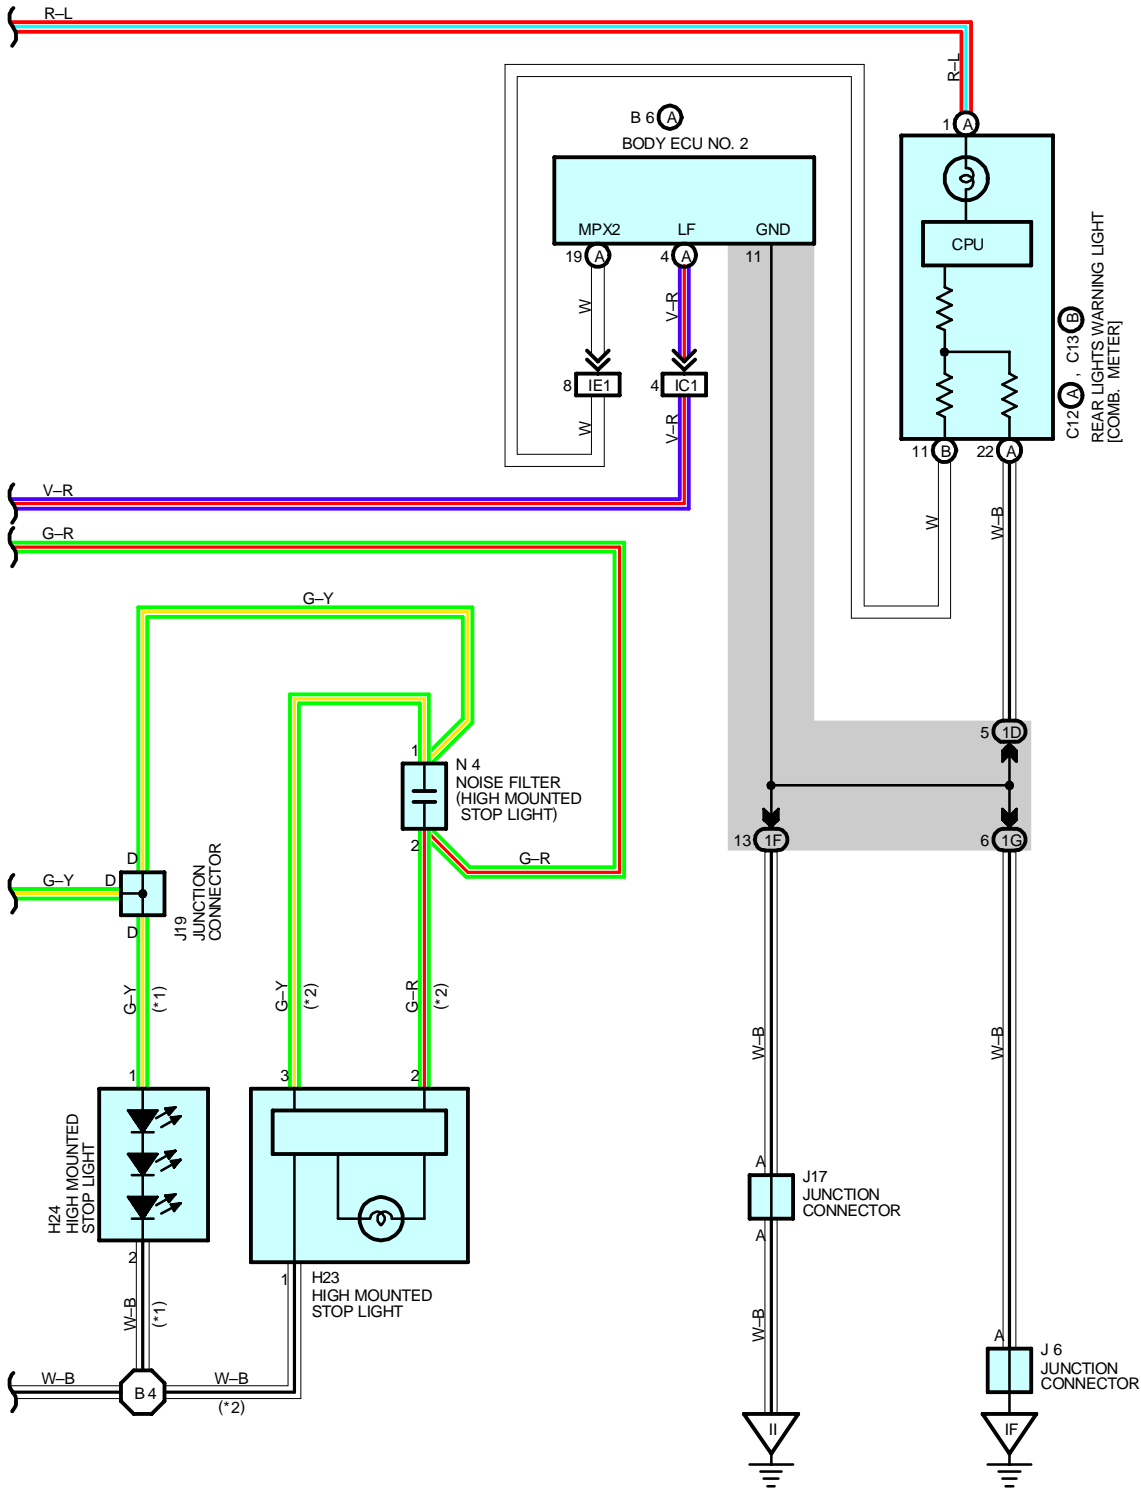 R–L
R–L
1 A
B 6 A
BODY ECU NO. 2
MPX2 LF GND
19 A 4 A 11
CPU
C12 A , C13 B
REAR LIGHTS WARNING LIGHT
[COMB. METER]
W V–R
8 IE1 4 IC1
W V–R
11 B 22 A
V–R
W W–B
G–R
G–Y
5 1D
1
N 4
NOISE FILTER
(HIGH MOUNTED
STOP LIGHT)
2
13 1F 6 1G
G–R
D
G–Y D
D
J19
JUNCTION
CONNECTOR
G–Y
(*1)
G–Y
(*2)
G–R
(*2)
W–B W–B
1 3 2
H24
HIGH MOUNTED
STOP LIGHT
A
J17
JUNCTION
CONNECTOR
A
2 1
H23
HIGH MOUNTED
STOP LIGHT
W–B
(*1)
W–B
A
J 6
JUNCTION
CONNECTOR
W–B B 4 W–B
(*2)
II IF